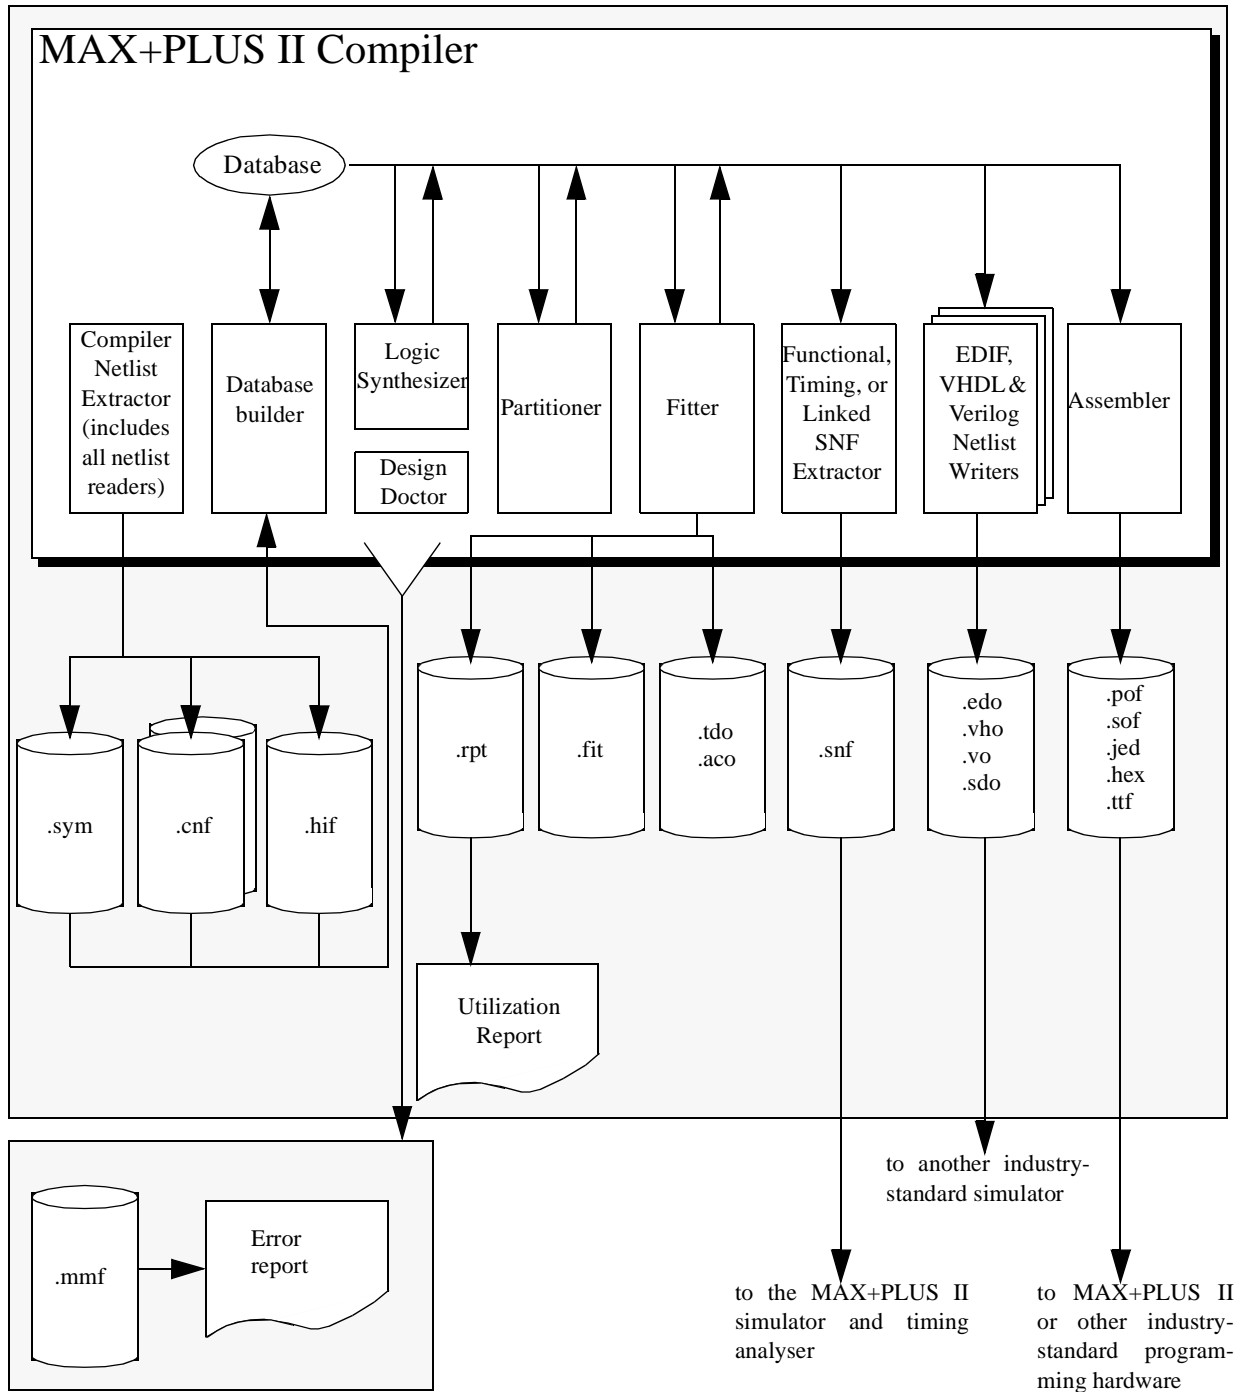 MAX+PLUS II Compiler
Database
Compiler
Netlist
Extractor
(includes
all netlist
readers)
Database
builder
Logic
Synthesizer
Design
Doctor
Partitioner
Fitter
Functional,
Timing, or
Linked
SNF
Extractor
EDIF,
VHDL &
Verilog
Netlist
Writers
Assembler
.sym
.cnf
.hif
.rpt
.fit
.tdo
.aco
.snf
.edo
.vho
.vo
.sdo
.pof
.sof
.jed
.hex
.ttf
Utilization
Report
.mmf
Error
report
to another industry-
standard simulator
to the MAX+PLUS II
simulator and timing
analyser
to MAX+PLUS II
or other industry-
standard program-
ming hardware